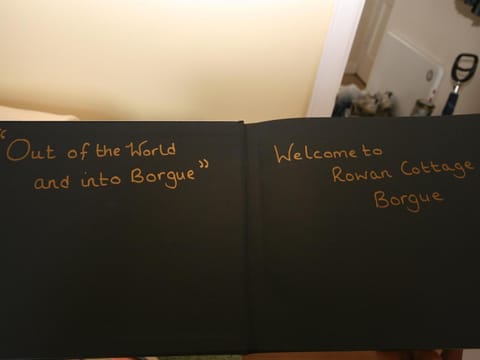 “Out of the World
and into Borgue”
Welcome to
Rowan Cottage
Borgue